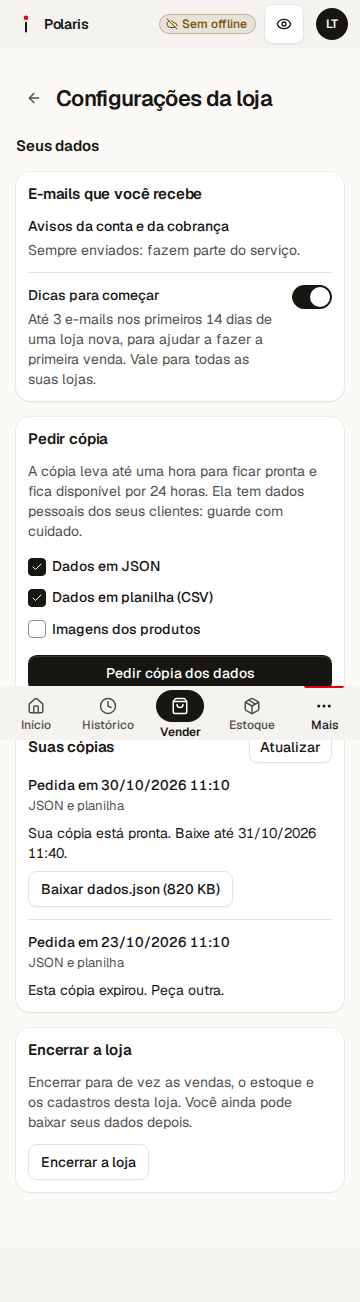 Polaris
Sem offline
LT
Configurações da loja
Seus dados
E-mails que você recebe
Avisos da conta e da cobrança
Sempre enviados: fazem parte do serviço.
Dicas para começar
Até 3 e-mails nos primeiros 14 dias de
uma loja nova, para ajudar a fazer a
primeira venda. Vale para todas as
suas lojas.
Pedir cópia
A cópia leva até uma hora para ficar pronta e
fica disponível por 24 horas. Ela tem dados
pessoais dos seus clientes: guarde com
cuidado.
Dados em JSON
Dados em planilha (CSV)
Imagens dos produtos
Pedir cópia dos dados
Início
Histórico
Vender
Estoque
Mais
Suas cópias
Atualizar
Pedida em 30/10/2026 11:10
JSON e planilha
Sua cópia está pronta. Baixe até 31/10/2026
11:40.
Baixar dados.json (820 KB)
Pedida em 23/10/2026 11:10
JSON e planilha
Esta cópia expirou. Peça outra.
Encerrar a loja
Encerrar para de vez as vendas, o estoque e
os cadastros desta loja. Você ainda pode
baixar seus dados depois.
Encerrar a loja